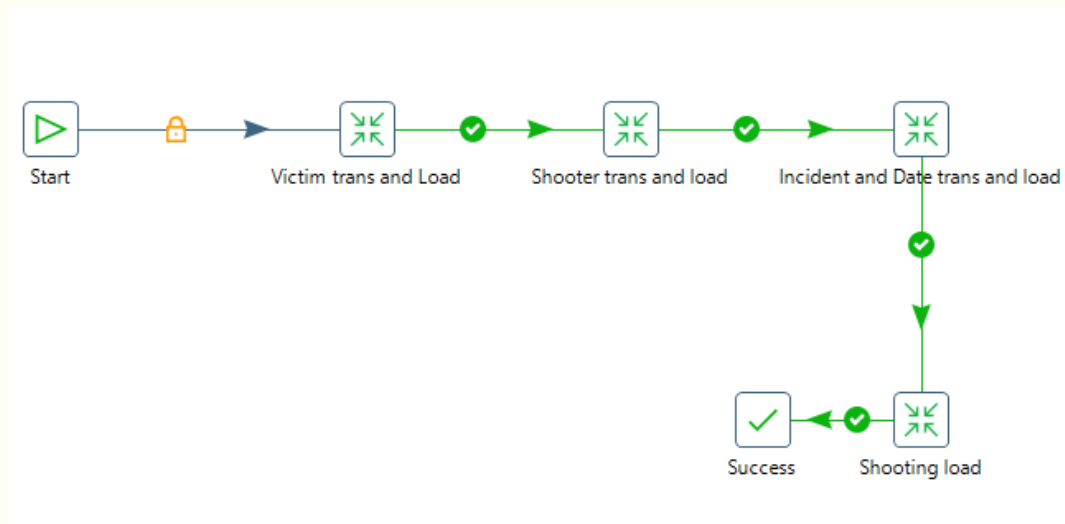 Start
Victim trans and Load
Shooter trans and load
Incident and Date trans and load
Success
Shooting load